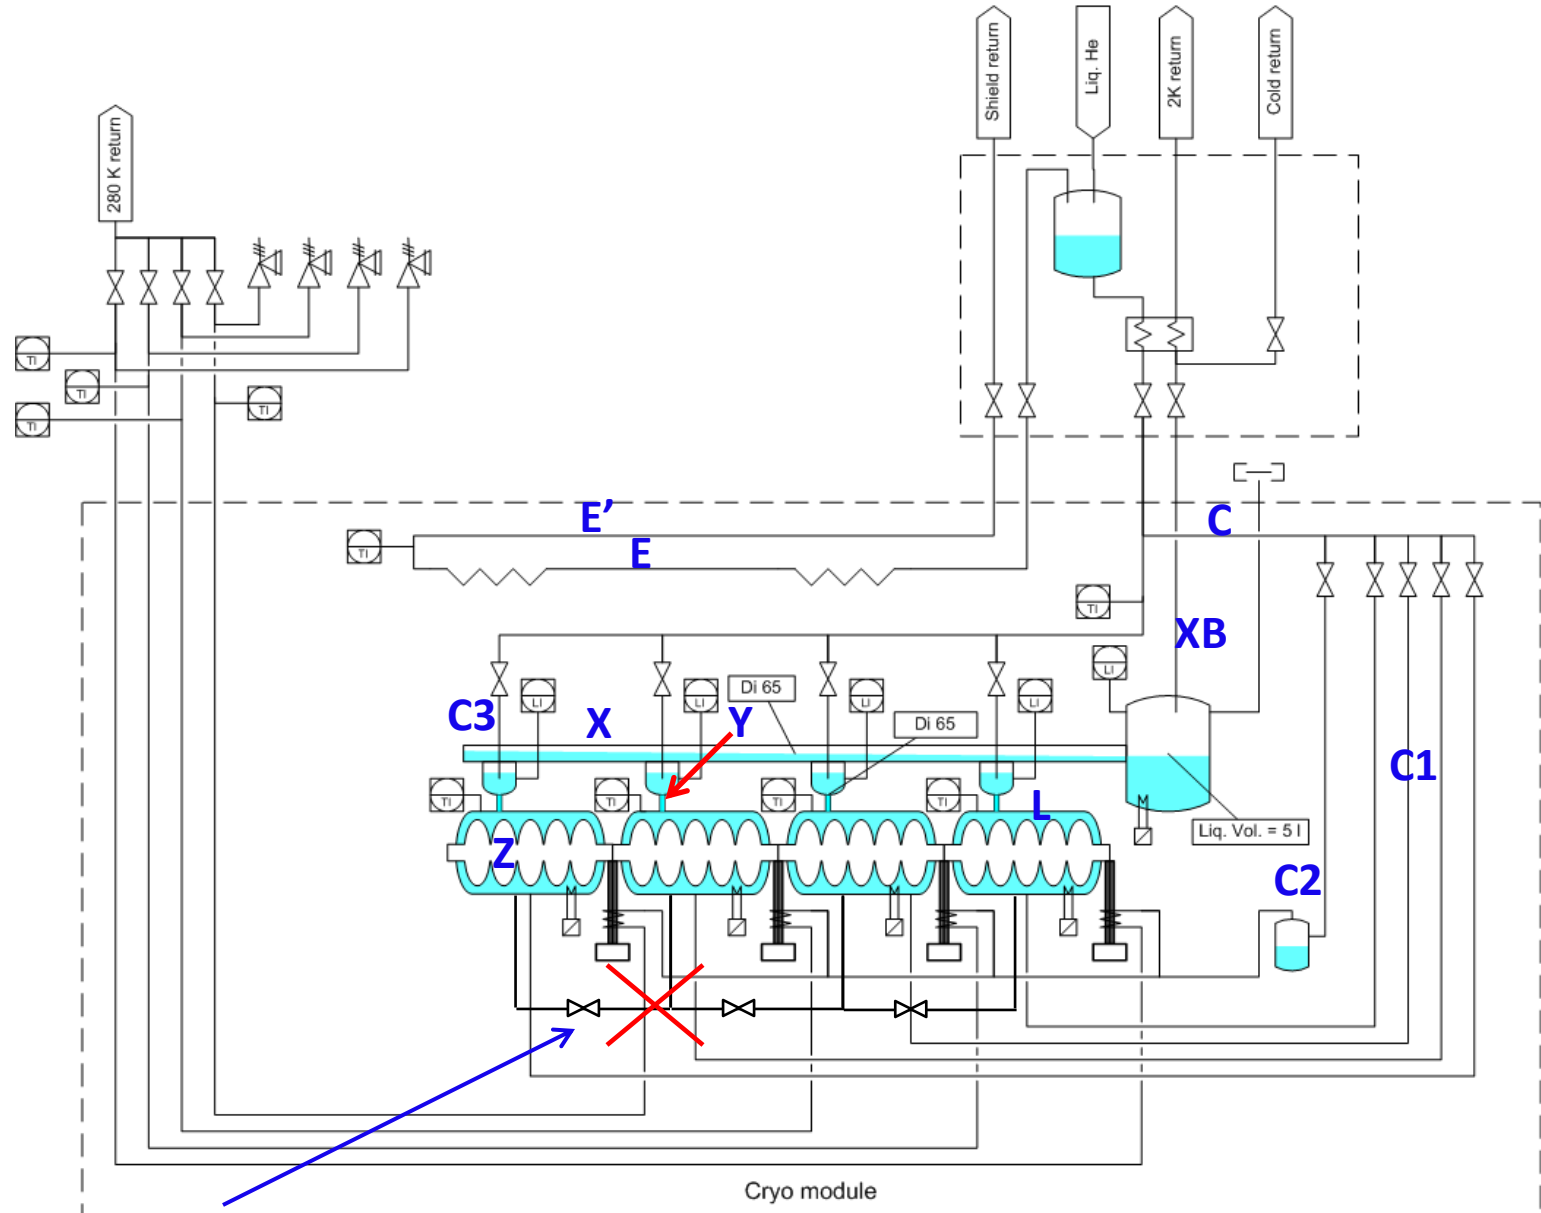 Shield return
Liq. He
2K return
Cold return
280 K return
TI
TI
TI
TI
E’
E
TI
C
TI
XB
LI
C3
LI
X
LI
Di 65
Y
LI
Di 65
LI
C1
TI
TI
TI
TI
L
Liq. Vol. = 5 l
Z
C2
Cryo module